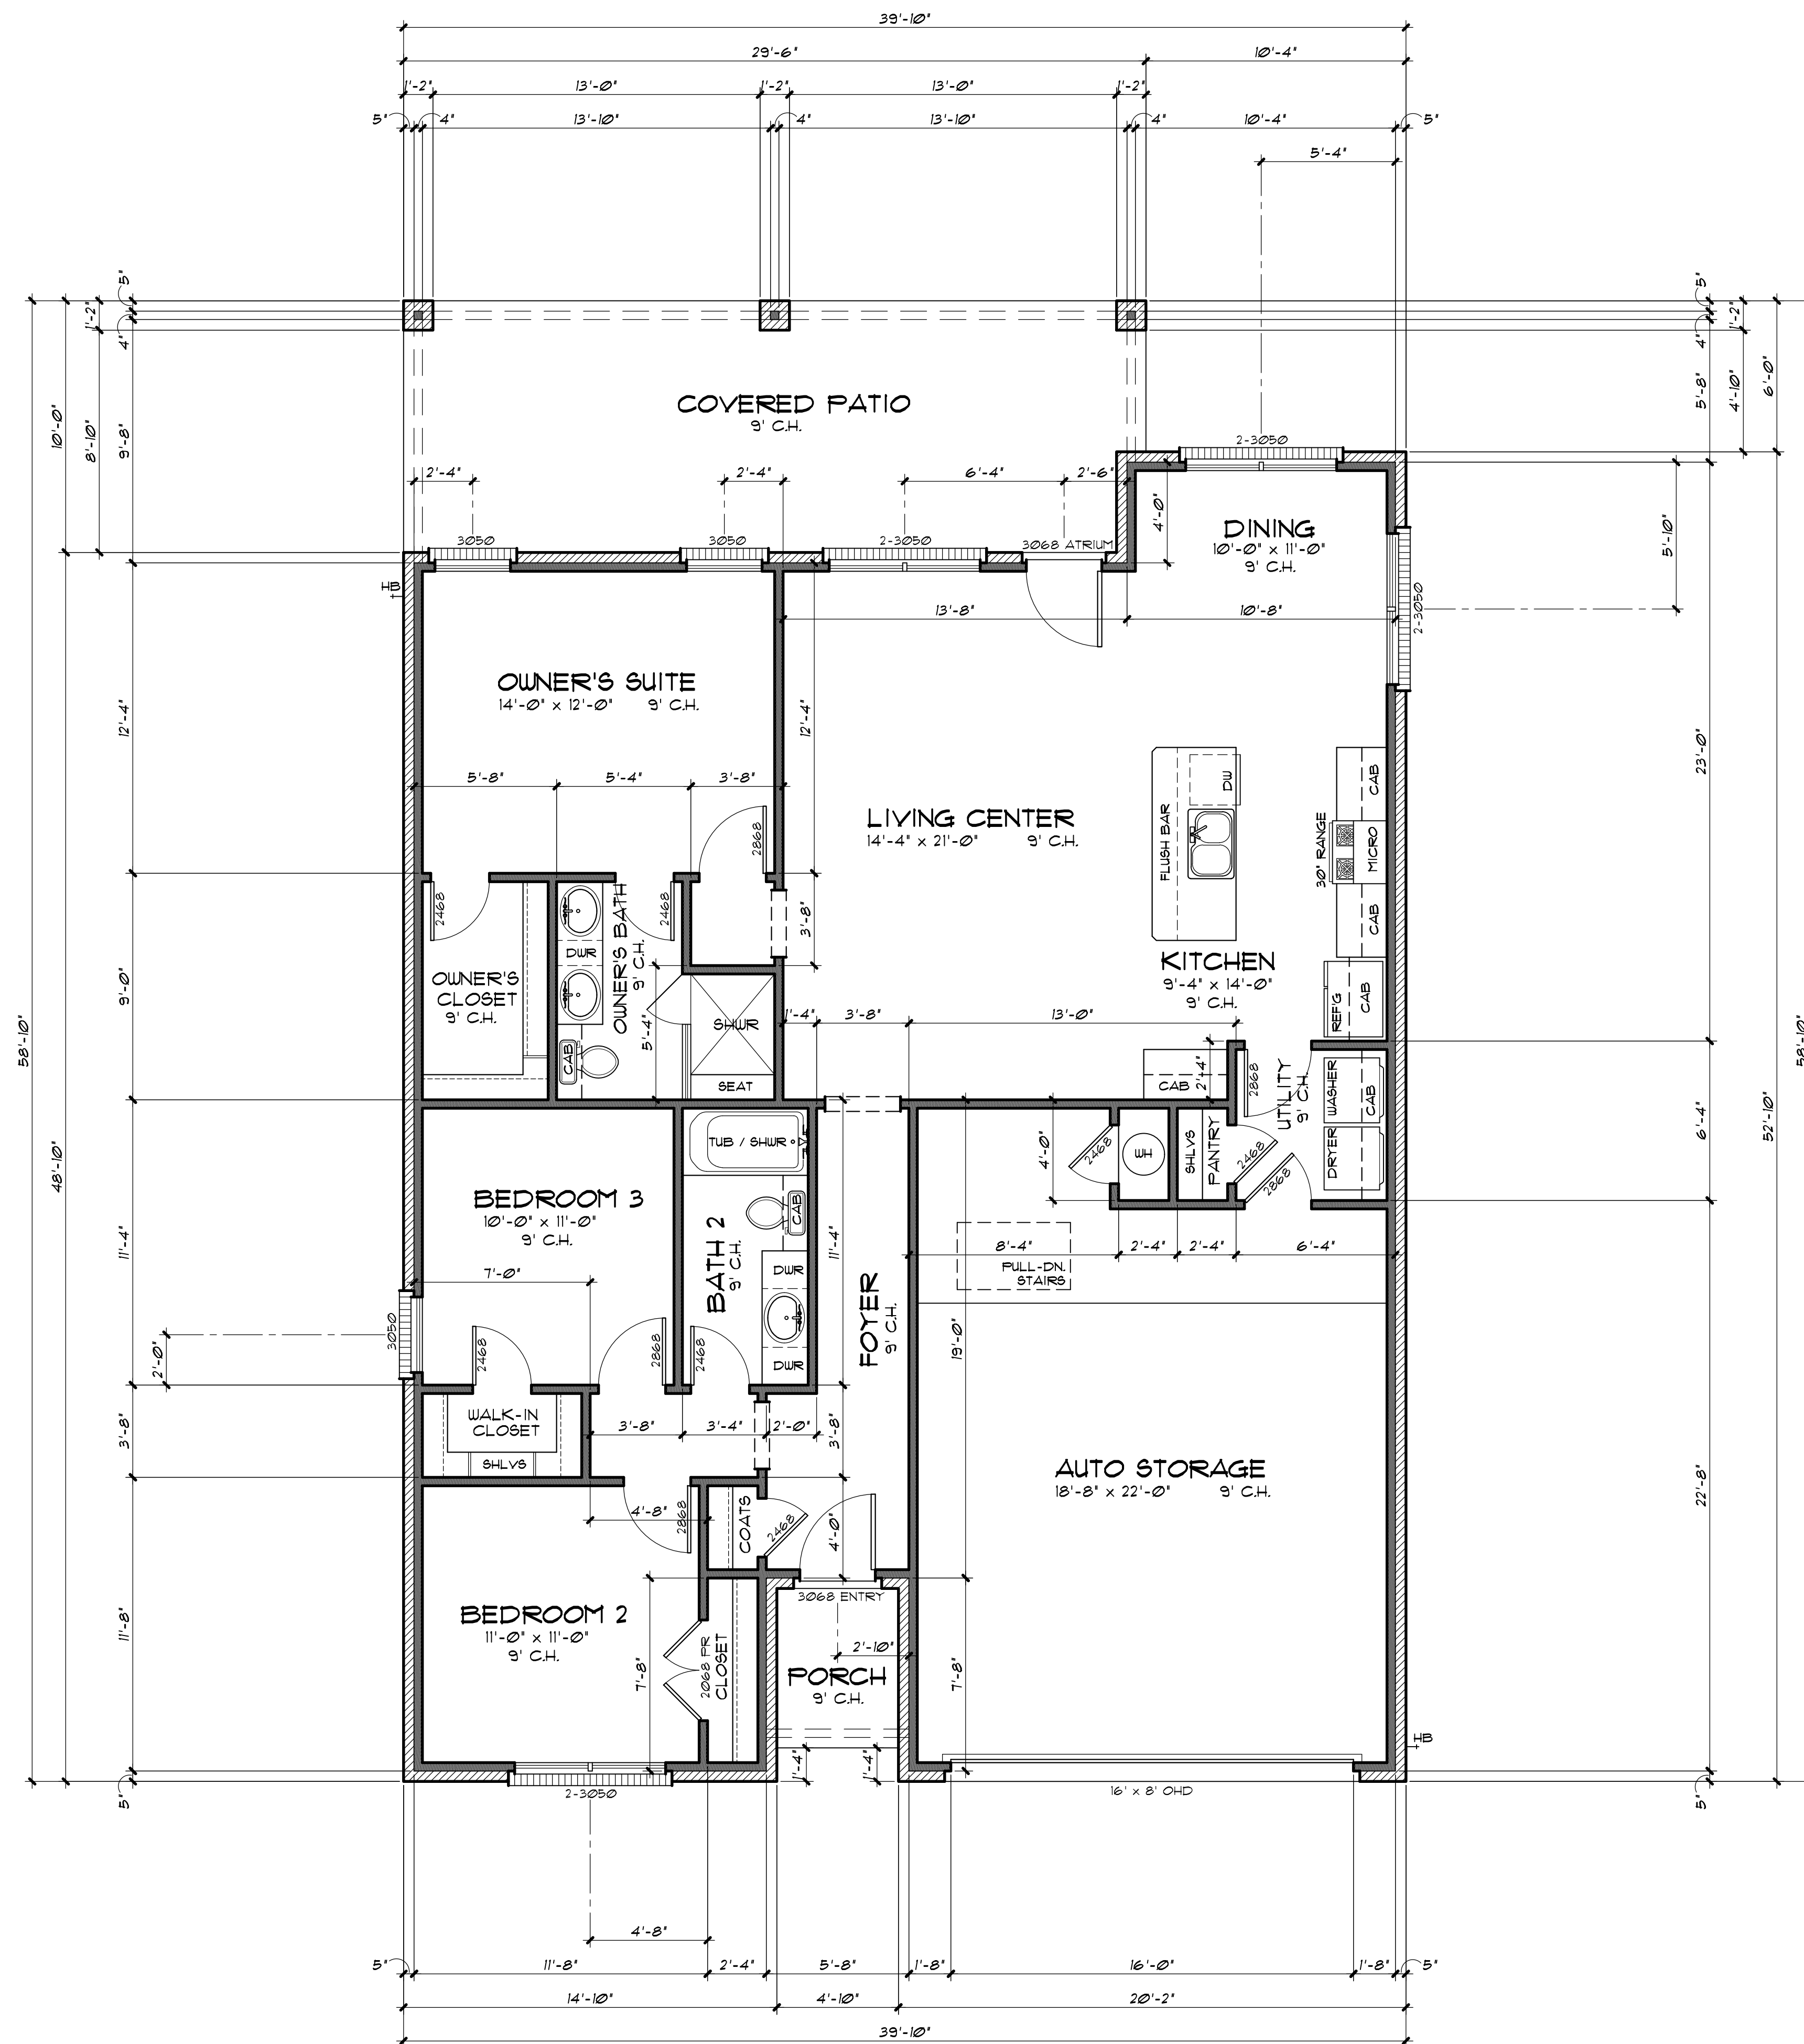 39'-10"
29'-6" 10'-4"
1'-2" 13'-0" 1'-2" 13'-0" 1'-2"
5" 4" 13'-10" 4" 13'-10" 4" 10'-4" 5"
5'-4"
5"
1'-2"
4"
10'-0"
8'-10"
9'-8"
5"
1'-2"
4"
5'-8"
4'-10"
6'-0"
COVERED PATIO
9' C.H.
2-3050
2'-4" 2'-4" 6'-4" 2'-6"
4'-0"
5'-10"
3050 3050 2-3050 3068 ATRIUM
DINING
10'-0" x 11'-0"
9' C.H.
HB
2-3050
13'-8" 10'-8"
OWNER'S SUITE
14'-0" x 12'-0" 9' C.H.
12'-4"
12'-4"
23'-0"
5'-8" 5'-4" 3'-8"
2868
LIVING CENTER
14'-4" x 21'-0" 9' C.H.
FLUSH BAR
DW
30" RANGE
CAB
MICRO
CAB
2468
2468
DWR
OWNER'S BATH
9' C.H.
3'-8"
9'-0"
OWNER'S
CLOSET
9' C.H.
KITCHEN
9'-4" x 14'-0"
9' C.H.
REF'G
CAB
5'-4"
SHWR
SEAT
CAB
1'-4" 3'-8" 13'-0"
CAB
2'-4"
2868
UTILITY
9' C.H.
WASHER
CAB
DRYER
58'-10"
48'-10"
58'-10"
52'-10"
6'-4"
TUB / SHWR
4'-0"
2468
WH
SHLVS
PANTRY
2468
2868
BEDROOM 3
10'-0" x 11'-0"
9' C.H.
11'-4"
CAB
BATH 2
9' C.H.
11'-4"
8'-4" 2'-4" 2'-4" 6'-4"
PULL-DN.
STAIRS
7'-0"
DWR
DWR
FOYER
9' C.H.
3050
2'-0"
2468
2868
2468
19'-0"
WALK-IN
CLOSET
SHLVS
3'-8"
3'-8" 3'-4" 2'-0"
3'-8"
AUTO STORAGE
18'-8" x 22'-0" 9' C.H.
22'-8"
4'-8"
2868
COATS
2468
4'-0"
3068 ENTRY
BEDROOM 2
11'-0" x 11'-0"
9' C.H.
11'-8"
7'-8"
2068 PR
CLOSET
2'-10"
PORCH
9' C.H.
7'-8"
1'-4"
1'-4"
HB
5"
2-3050
16' x 8' OHD
5"
4'-8"
5" 11'-8" 2'-4" 5'-8" 1'-8" 16'-0" 1'-8" 5"
14'-10" 4'-10" 20'-2"
39'-10"